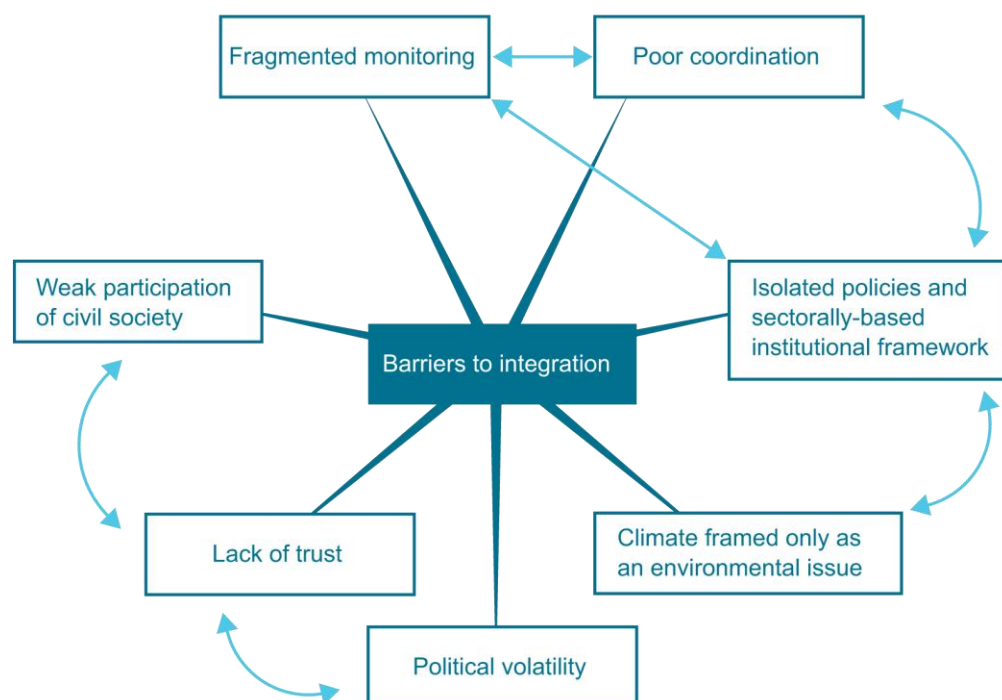 Fragmented monitoring
Poor coordination
Weak participation
of civil society
Isolated policies and
sectorally-based
institutional framework
Barriers to integration
Lack of trust
Climate framed only as
an environmental issue
Political volatility